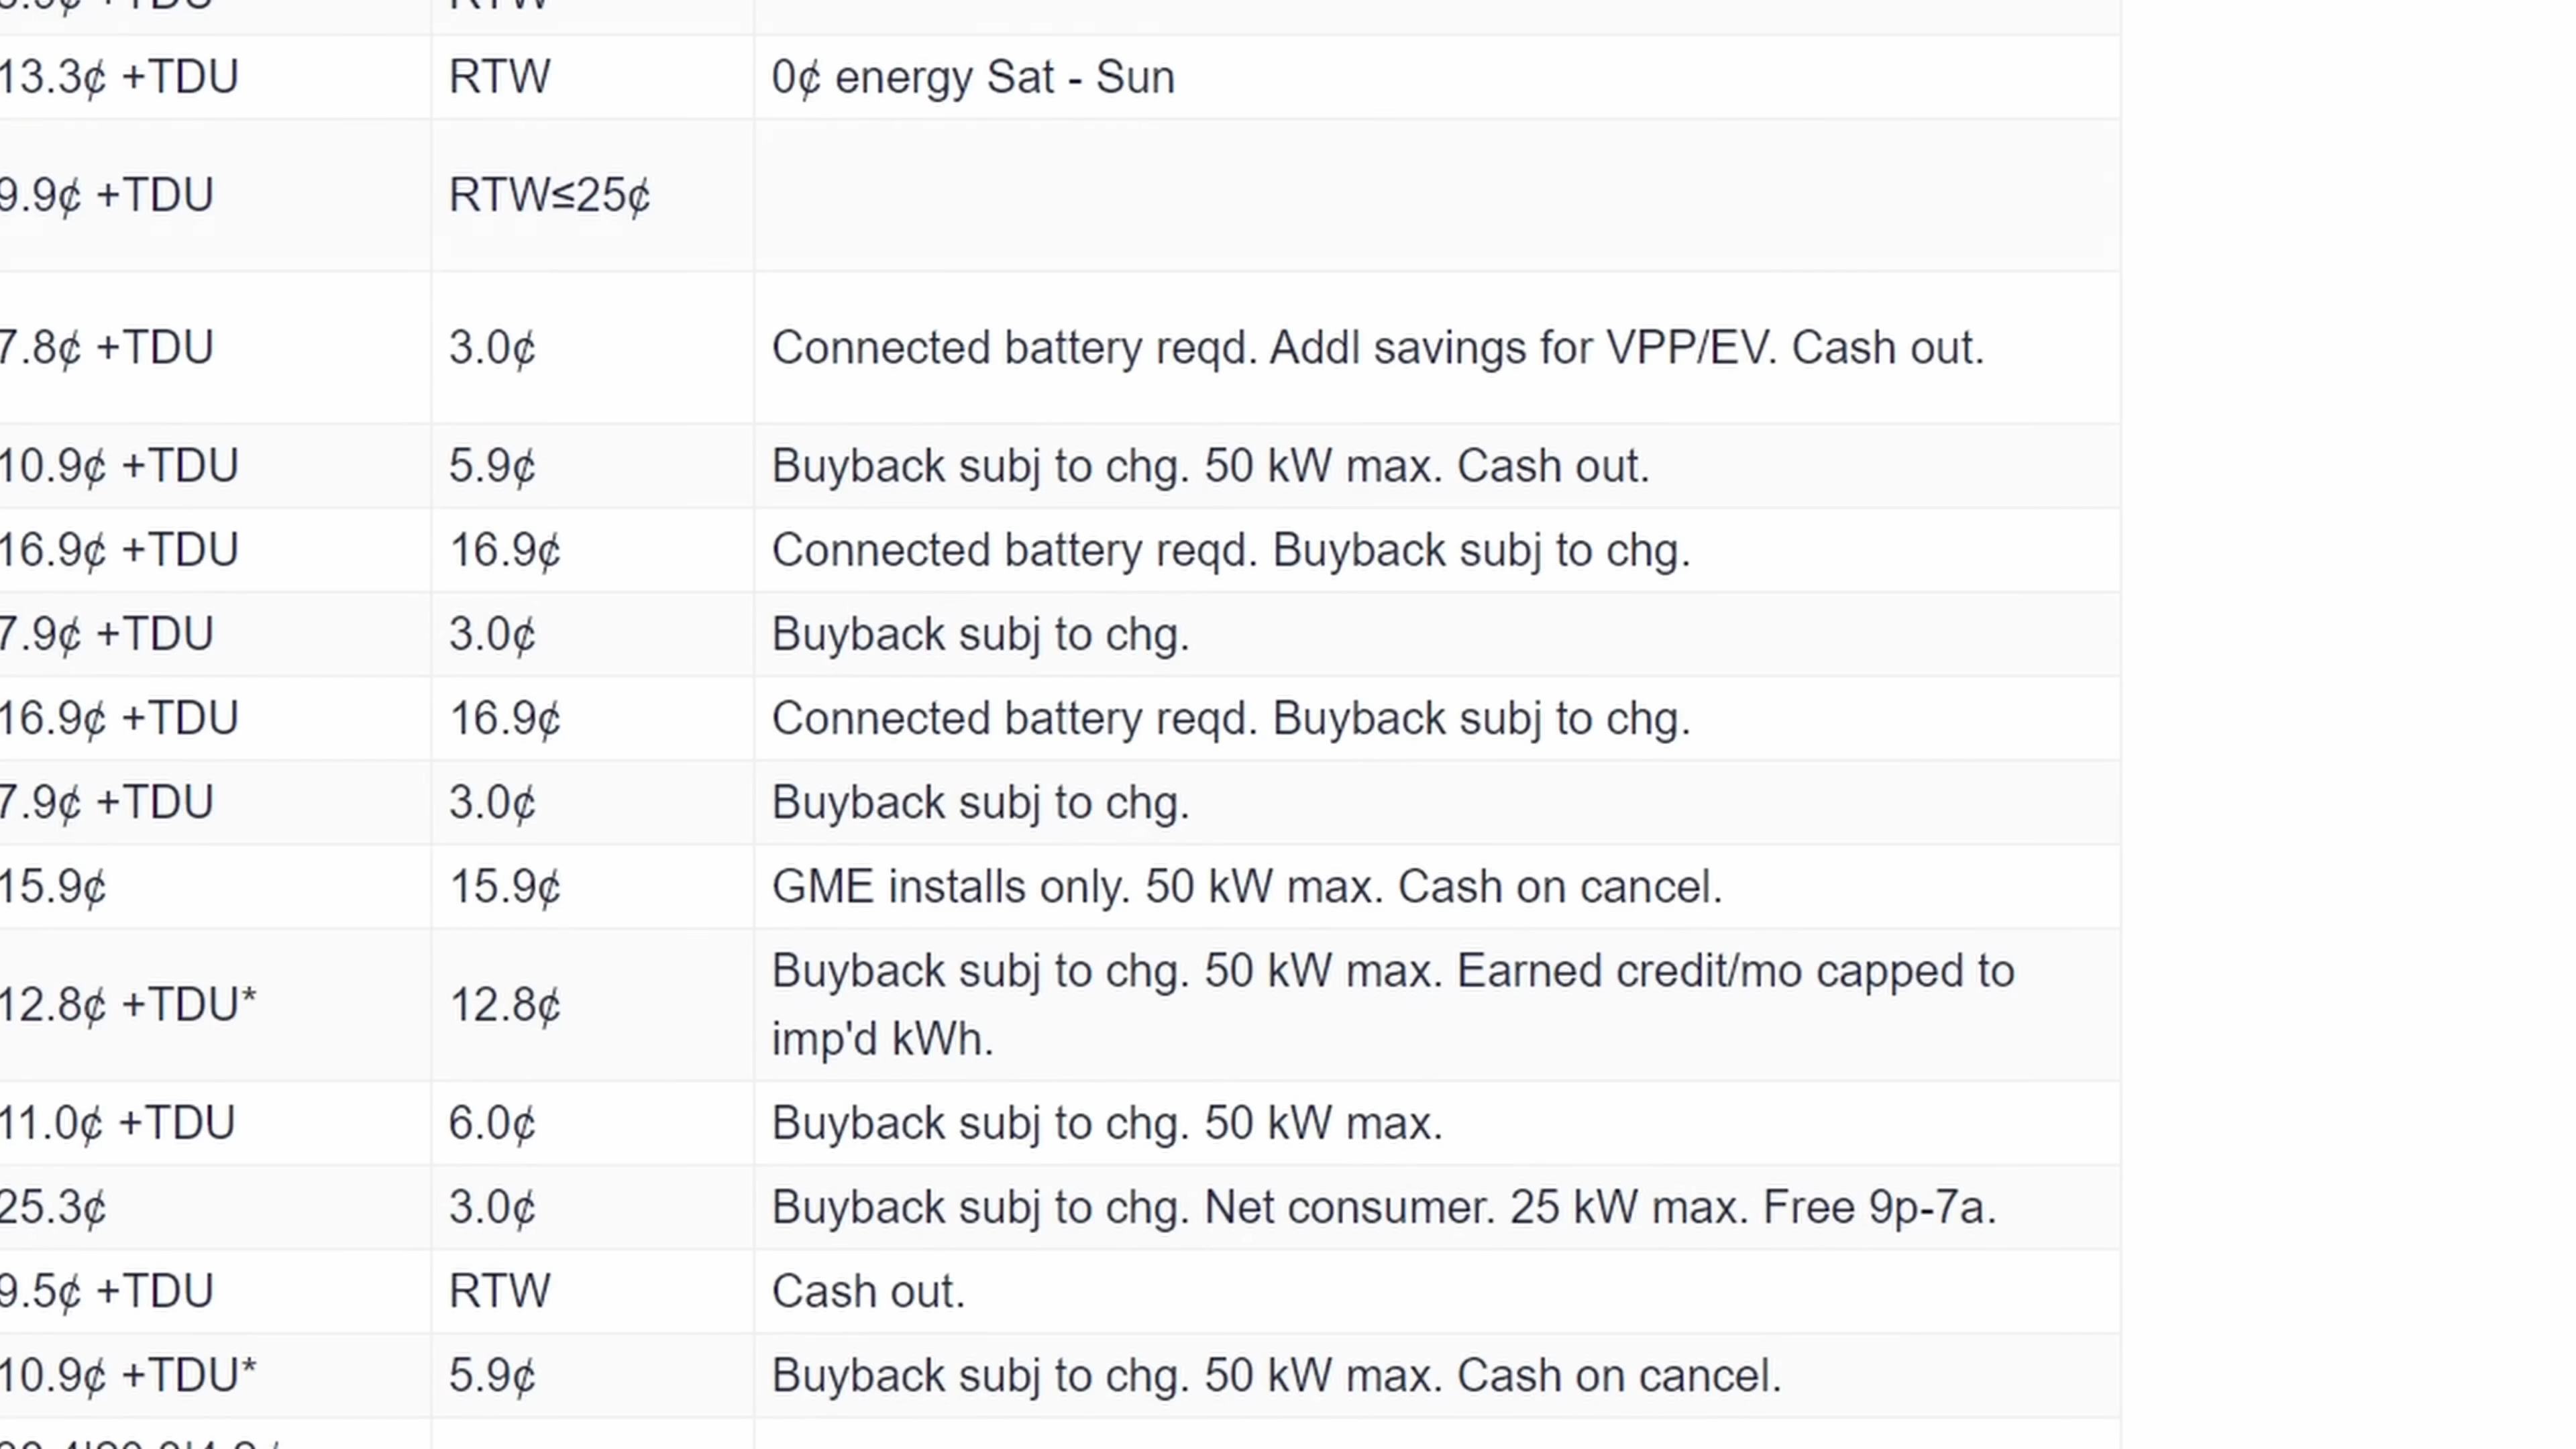 RTW
13.3¢ +TDU RTW 0¢ energy Sat - Sun
9.9¢ +TDU RTW≤25¢
7.8¢ +TDU 3.0¢ Connected battery reqd. Addl savings for VPP/EV. Cash out.
10.9¢ +TDU 5.9¢ Buyback subj to chg. 50 kW max. Cash out.
16.9¢ +TDU 16.9¢ Connected battery reqd. Buyback subj to chg.
7.9¢ +TDU 3.0¢ Buyback subj to chg.
16.9¢ +TDU 16.9¢ Connected battery reqd. Buyback subj to chg.
7.9¢ +TDU 3.0¢ Buyback subj to chg.
15.9¢ 15.9¢ GME installs only. 50 kW max. Cash on cancel.
12.8¢ +TDU* 12.8¢ Buyback subj to chg. 50 kW max. Earned credit/mo capped to
imp'd kWh.
11.0¢ +TDU 6.0¢ Buyback subj to chg. 50 kW max.
25.3¢ 3.0¢ Buyback subj to chg. Net consumer. 25 kW max. Free 9p-7a.
9.5¢ +TDU RTW Cash out.
10.9¢ +TDU* 5.9¢ Buyback subj to chg. 50 kW max. Cash on cancel.